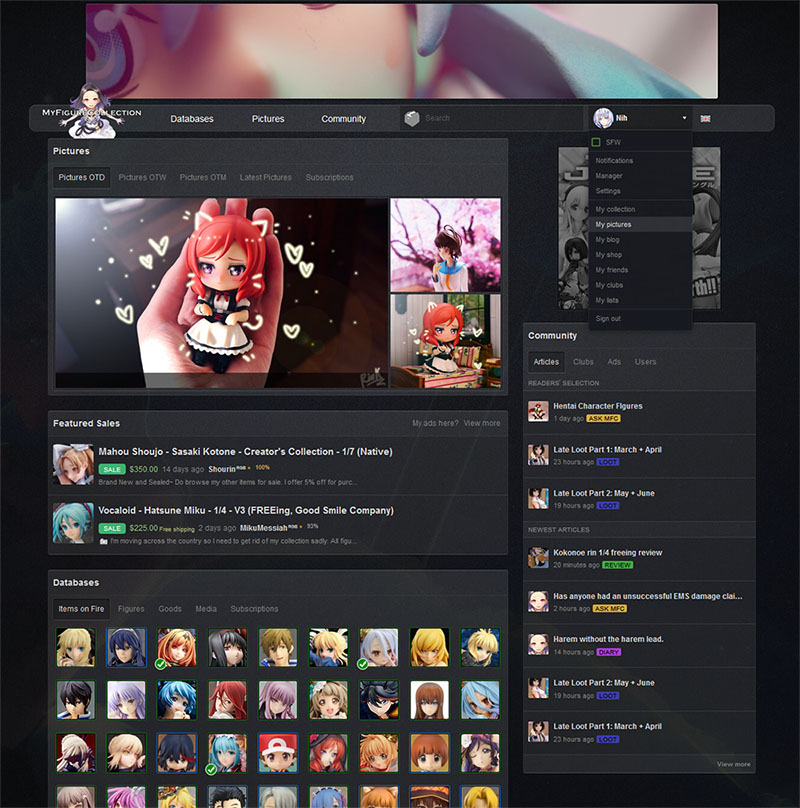 MYFIGURECOLLECTION
Databases
Pictures
Community
Search
Nih
SFW
Notifications
Manager
Settings
My collection
My pictures
My blog
My shop
My friends
My clubs
My lists
Sign out
Pictures
Pictures OTD
Pictures OTW
Pictures OTM
Latest Pictures
Subscriptions
Featured Sales
My ads here?
View more
Mahou Shoujo - Sasaki Kotone - Creator's Collection - 1/7 (Native)
SALE $350.00 14 days ago Shourin 100%
Brand New and Sealed~ Do browse my other items for sale. I offer 5% off for purc...
Vocaloid - Hatsune Miku - 1/4 - V3 (FREEing, Good Smile Company)
SALE $225.00 Free shipping 2 days ago MikuMessiah 93%
I'm moving across the country so I need to get rid of my collection sadly. All figu...
Databases
Items on Fire
Figures
Goods
Media
Subscriptions
Community
Articles
Clubs
Ads
Users
READERS' SELECTION
Hentai Character Figures
1 day ago ASK MFC
Late Loot Part 1: March + April
23 hours ago LOOT
Late Loot Part 2: May + June
19 hours ago LOOT
NEWEST ARTICLES
Kokonoe rin 1/4 freeing review
20 minutes ago REVIEW
Has anyone had an unsuccessful EMS damage clai...
2 hours ago ASK MFC
Harem without the harem lead.
14 hours ago DIARY
Late Loot Part 2: May + June
19 hours ago LOOT
Late Loot Part 1: March + April
23 hours ago LOOT
View more